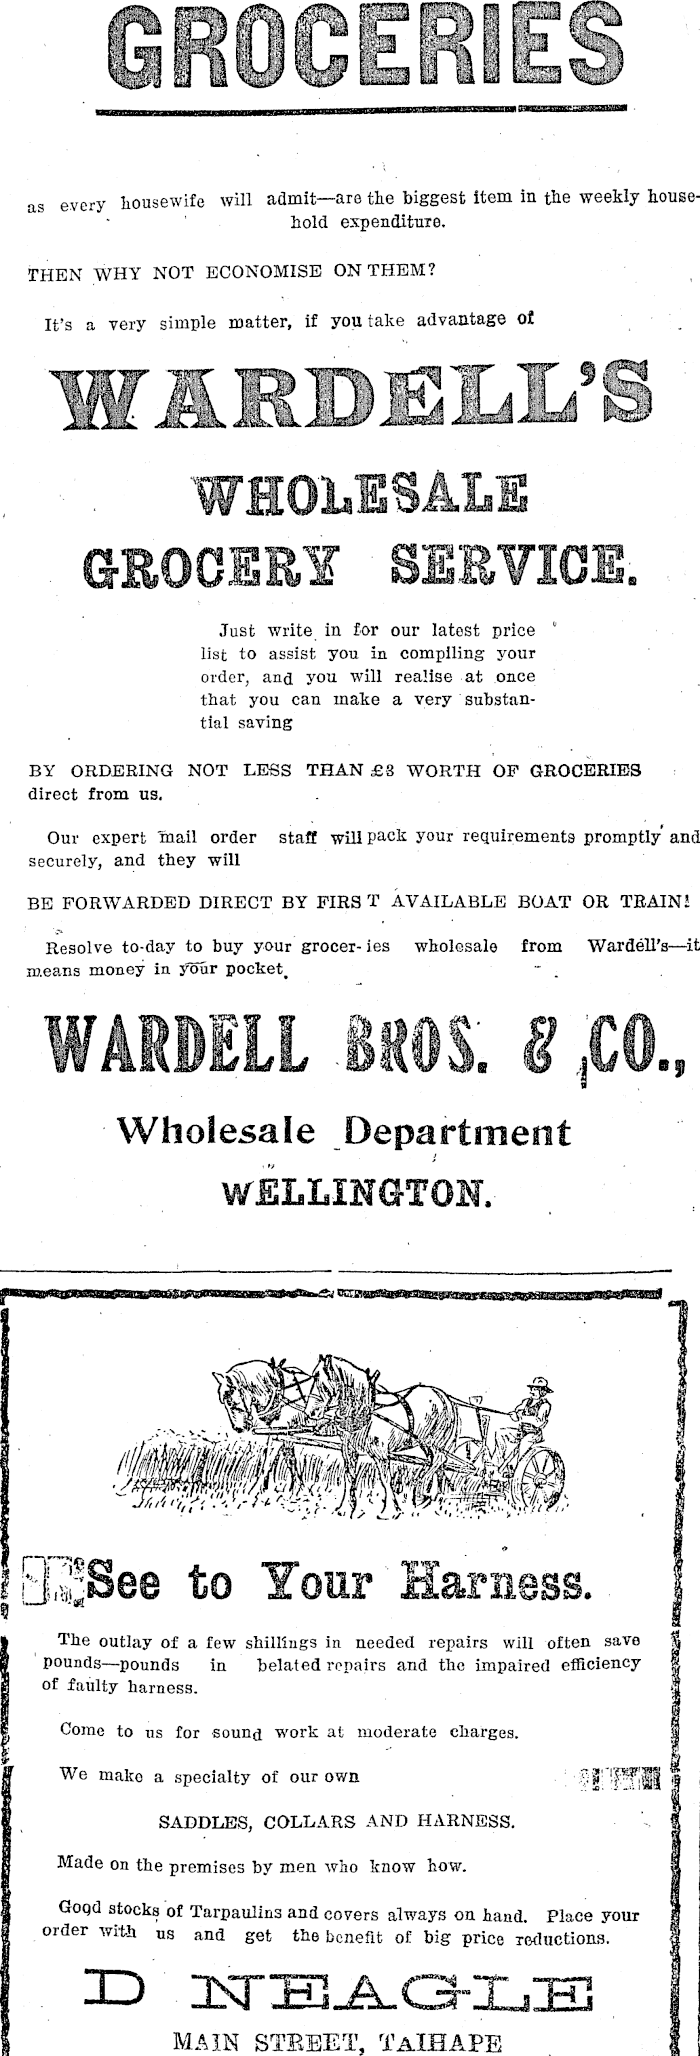 GROCERIES
as every housewife will admit—are the biggest item in the weekly house-
hold expenditure.
THEN WHY NOT ECONOMISE ON THEM?
It's a very simple matter, if you take advantage of
WARDELL'S
WHOLESALE
GROCERY SERVICE.
Just write in for our latest price
list to assist you in compiling your
order, and you will realise at once
that you can make a very substan-
tial saving
BY ORDERING NOT LESS THAN £3 WORTH OF GROCERIES
direct from us.
Our expert mail order staff will pack your requirements promptly and
securely, and they will
BE FORWARDED DIRECT BY FIRST AVAILABLE BOAT OR TRAIN!
Resolve to-day to buy your grocer-ies wholesale from Wardell's—it
means money in your pocket.
WARDELL BROS. & CO.,
Wholesale Department
WELLINGTON.
See to Your Harness.
The outlay of a few shillings in needed repairs will often save
pounds—pounds in belated repairs and the impaired efficiency
of faulty harness.
Come to us for sound work at moderate charges.
We make a specialty of our own
SADDLES, COLLARS AND HARNESS.
Made on the premises by men who know how.
Good stocks of Tarpaulins and covers always on hand. Place your
order with us and get the benefit of big price reductions.
D NEAGLE
MAIN STREET, TAIHAPE